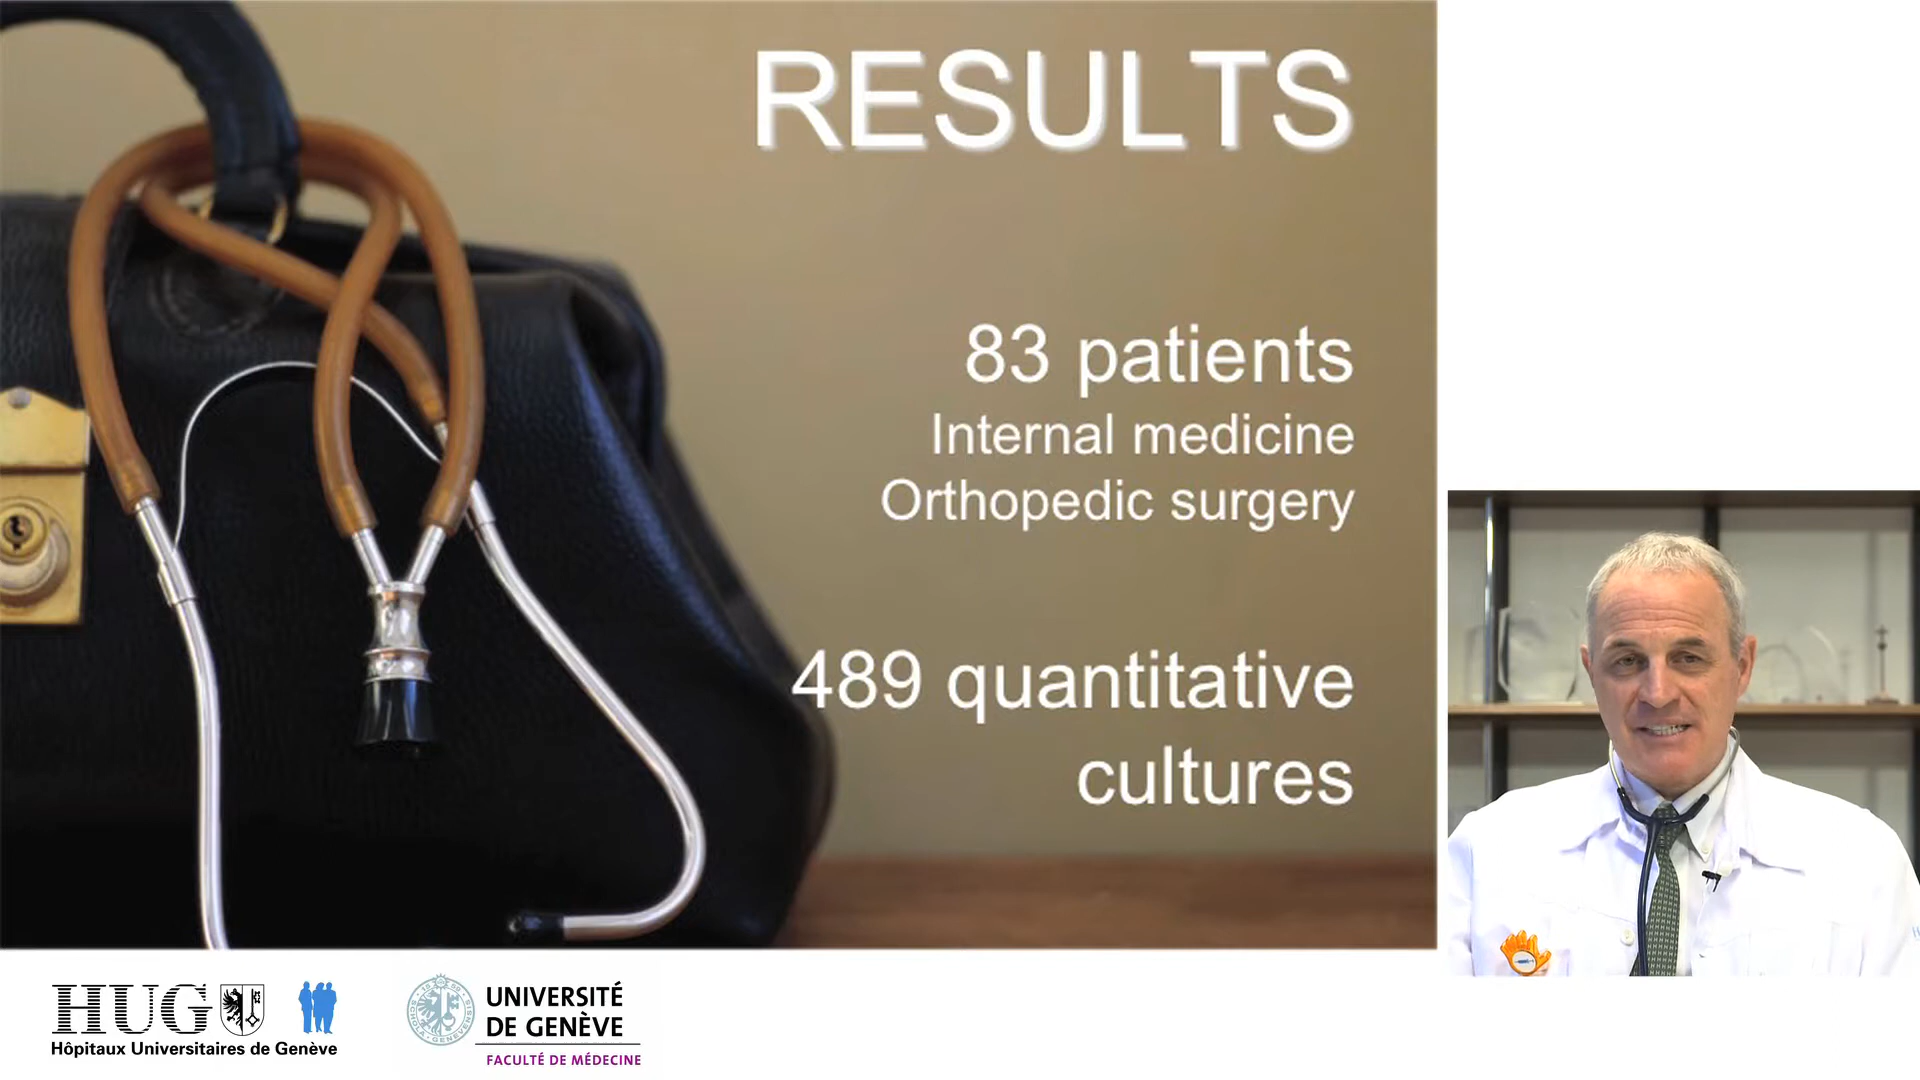 RESULTS
83 patients
Internal medicine
Orthopedic surgery
489 quantitative
cultures
HUG
Hôpitaux Universitaires de Genève
UNIVERSITÉ
DE GENÈVE
FACULTÉ DE MÉDECINE